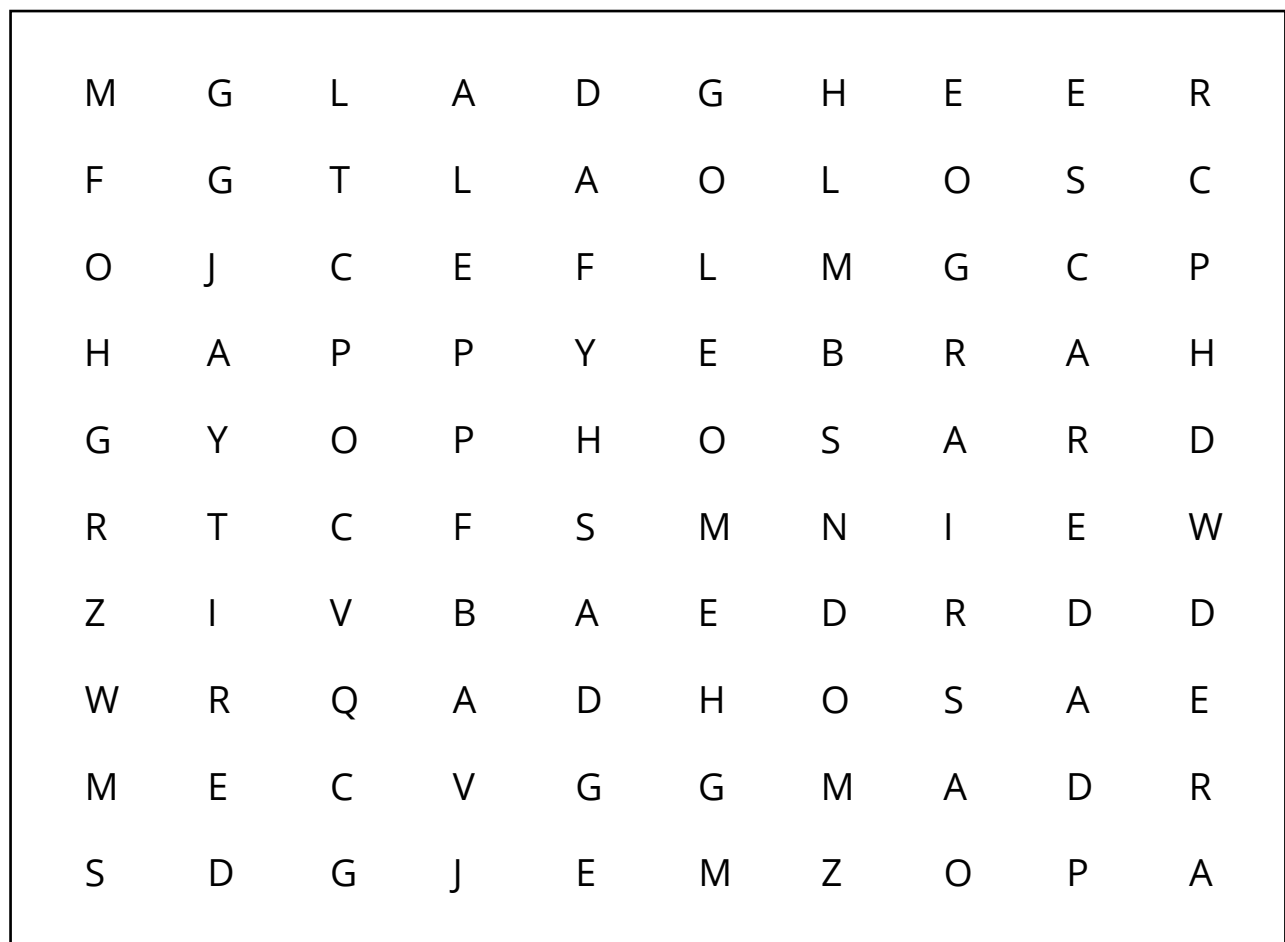 M G L A D G H E E R
F G T L A O L O S C
O J C E F L M G C P
H A P P Y E B R A H
G Y O P H O S A R D
R T C F S M N I E W
Z I V B A E D R D D
W R Q A D H O S A E
M E C V G G M A D R
S D G J E M Z O P A